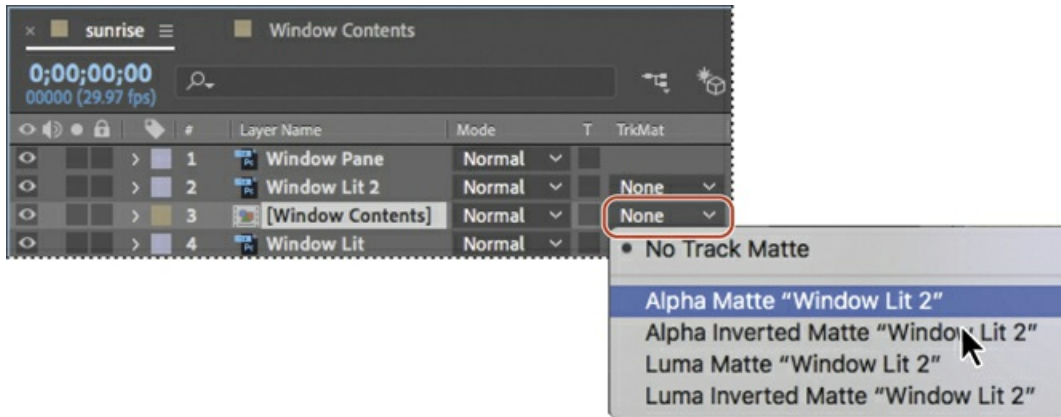 × sunrise ≡ Window Contents
0;00;00;00
00000 (29.97 fps)
# Layer Name Mode T TrkMat
1 Window Pane Normal
2 Window Lit 2 Normal None
3 [Window Contents] Normal None
4 Window Lit Normal
• No Track Matte
Alpha Matte “Window Lit 2”
Alpha Inverted Matte “Window Lit 2”
Luma Matte “Window Lit 2”
Luma Inverted Matte “Window Lit 2”